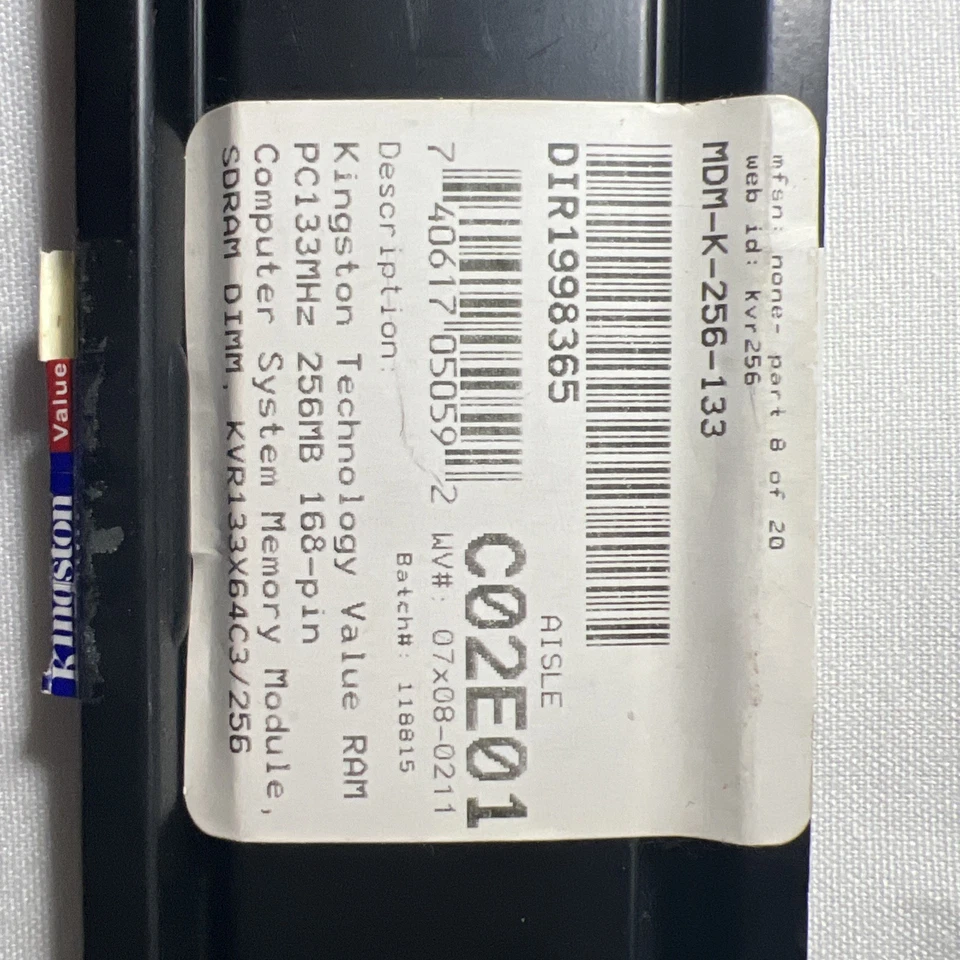 mfsn: none- part 8 of 20
web id: kvr256
MDM-K-256-133
DIR1998365
AISLE
C02E01
7 40617 05059 2
WV#: 07x08-0211
Batch#: 118815
Description:
Kingston Technology Value RAM
PC133MHz 256MB 168-pin
Computer System Memory Module,
SDRAM DIMM, KVR133X64C3/256
Kingston Value